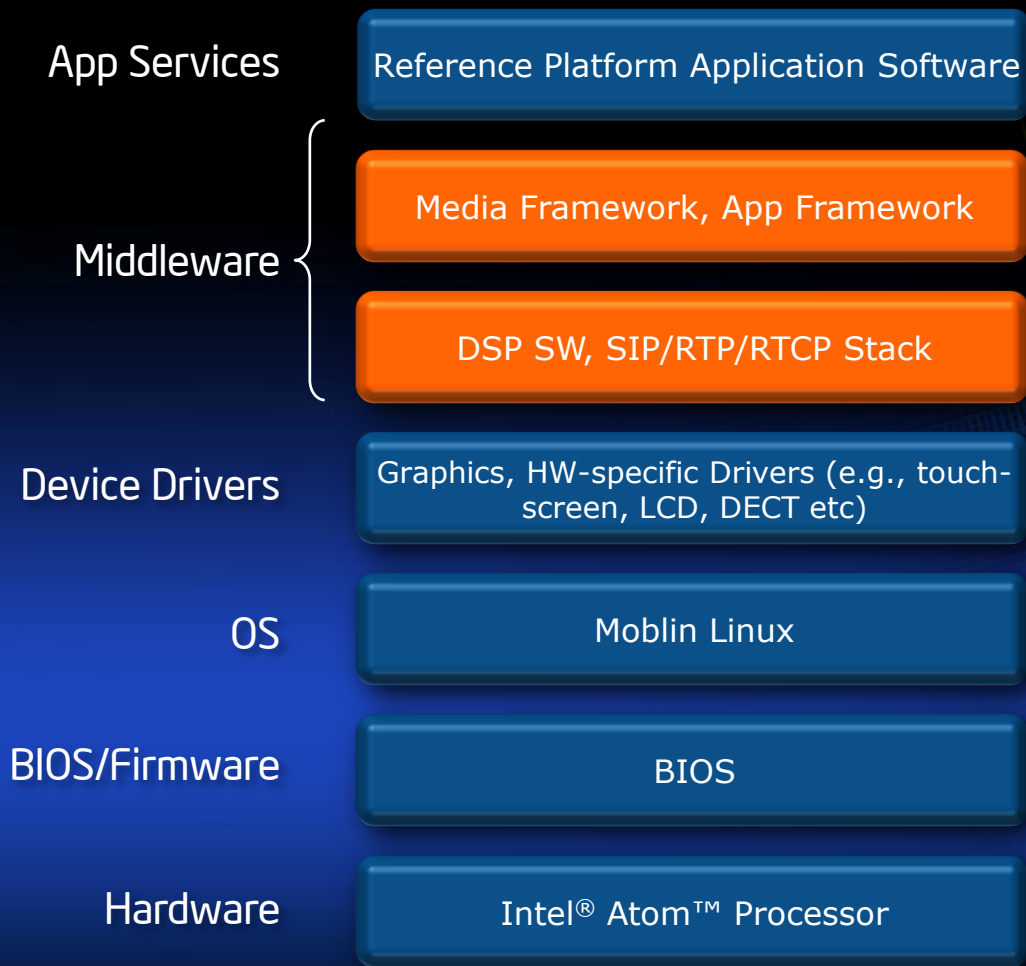 App Services
Reference Platform Application Software
Media Framework, App Framework
Middleware
DSP SW, SIP/RTP/RTCP Stack
Device Drivers
Graphics, HW-specific Drivers (e.g., touch-
screen, LCD, DECT etc)
OS
Moblin Linux
BIOS/Firmware
BIOS
Hardware
Intel® Atom™ Processor